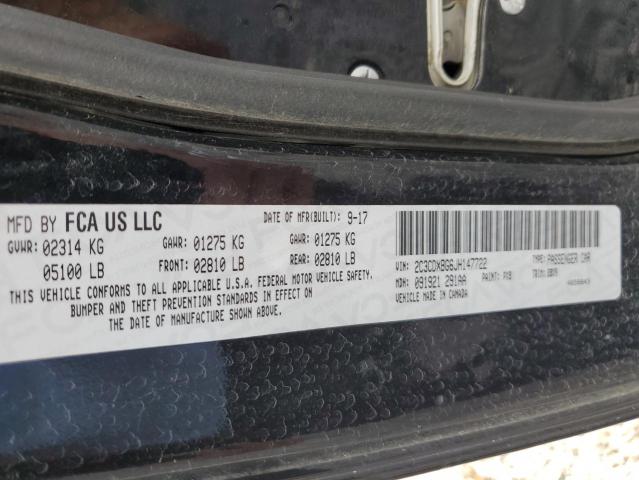 MFD BY FCA US LLC DATE OF MFR(BUILT): 9-17
GVWR: 02314 KG GAWR: 01275 KG GAWR: 01275 KG
05100 LB FRONT: 02810 LB REAR: 02810 LB
THIS VEHICLE CONFORMS TO ALL APPLICABLE U.S.A. FEDERAL MOTOR VEHICLE SAFETY,
BUMPER AND THEFT PREVENTION STANDARDS IN EFFECT ON
THE DATE OF MANUFACTURE SHOWN ABOVE.
VIN: 2C3CDXBG6JH147722 TYPE: PASSENGER CAR
MDH: 091921 291AA PAINT: PX8 TRIM:
MADE IN CANADA